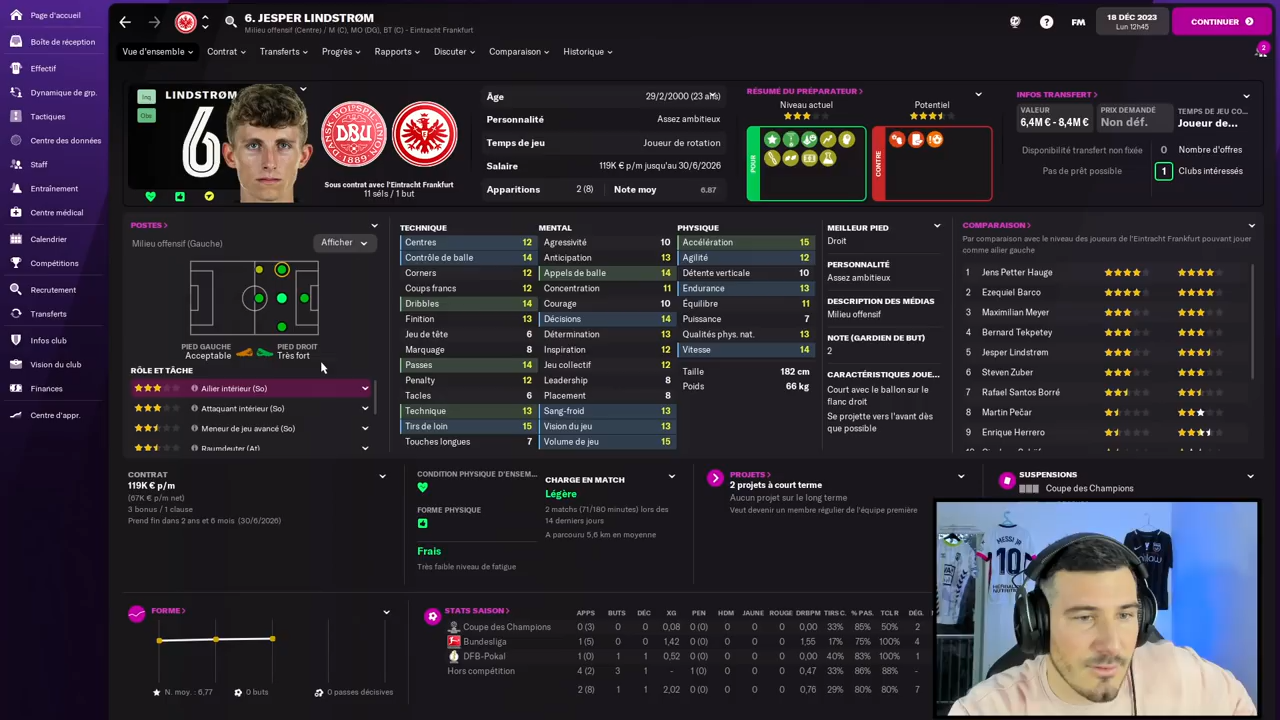 Page d'accueil
Boîte de réception
Effectif
Dynamique de grp.
Tactiques
Centre des données
Staff
Entraînement
Centre médical
Calendrier
Compétitions
Recrutement
Transferts
Infos club
Vision du club
Finances
Centre d'appr.
6. JESPER LINDSTRØM
Milieu offensif (Centre) / M (C), MO (DG), BT (C) - Eintracht Frankfurt
FM
18 DÉC 2023
Lun 12h45
CONTINUER
2
Vue d'ensemble
Contrat
Transferts
Progrès
Rapports
Discuter
Comparaison
Historique
Inq
Obs
LINDSTRØM
6
DBU
1889
Sous contrat avec l'Eintracht Frankfurt
11 séls / 1 but
Âge 29/2/2000 (23 ans)
Personnalité Assez ambitieux
Temps de jeu Joueur de rotation
Salaire 119K € p/m jusqu'au 30/6/2026
Apparitions 2 (8) Note moy 6.87
RÉSUMÉ DU PRÉPARATEUR
Niveau actuel
Potentiel
POUR
CONTRE
INFOS TRANSFERT
VALEUR
6,4M € - 8,4M €
PRIX DEMANDÉ
Non déf.
TEMPS DE JEU CO...
Joueur de...
Disponibilité transfert non fixée
0 Nombre d'offres
Pas de prêt possible
1 Clubs intéressés
POSTES
Milieu offensif (Gauche)
Afficher
PIED GAUCHE
Acceptable
PIED DROIT
Très fort
RÔLE ET TÂCHE
Ailier intérieur (So)
Attaquant intérieur (So)
Meneur de jeu avancé (So)
Raumdeuter (At)
TECHNIQUE
Centres 12
Contrôle de balle 14
Corners 12
Coups francs 12
Dribbles 14
Finition 13
Jeu de tête 6
Marquage 8
Passes 14
Penalty 12
Tacles 6
Technique 13
Tirs de loin 15
Touches longues 7
MENTAL
Agressivité 10
Anticipation 13
Appels de balle 14
Concentration 11
Courage 10
Décisions 14
Détermination 13
Inspiration 12
Jeu collectif 12
Leadership 8
Placement 8
Sang-froid 13
Vision du jeu 13
Volume de jeu 15
PHYSIQUE
Accélération 15
Agilité 12
Détente verticale 10
Endurance 13
Équilibre 11
Puissance 7
Qualités phys. nat. 13
Vitesse 14
Taille 182 cm
Poids 66 kg
MEILLEUR PIED
Droit
PERSONNALITÉ
Assez ambitieux
DESCRIPTION DES MÉDIAS
Milieu offensif
NOTE (GARDIEN DE BUT)
2
CARACTÉRISTIQUES JOUE...
Court avec le ballon sur le
flanc droit
Se projette vers l'avant dès
que possible
COMPARAISON
Par comparaison avec le niveau des joueurs de l'Eintracht Frankfurt pouvant jouer
comme ailier gauche
1 Jens Petter Hauge
2 Ezequiel Barco
3 Maximilian Meyer
4 Bernard Tekpetey
5 Jesper Lindstrøm
6 Steven Zuber
7 Rafael Santos Borré
8 Martin Pečar
9 Enrique Herrero
CONTRAT
119K € p/m
(67K € p/m net)
3 bonus / 1 clause
Prend fin dans 2 ans et 6 mois (30/6/2026)
CONDITION PHYSIQUE D'ENSEM...
FORME PHYSIQUE
Frais
Très faible niveau de fatigue
CHARGE EN MATCH
Légère
2 matchs (71/180 minutes) lors des
14 derniers jours
A parcouru 5,6 km en moyenne
PROJETS
2 projets à court terme
Aucun projet sur le long terme
Veut devenir un membre régulier de l'équipe première
SUSPENSIONS
Coupe des Champions
FORME
N. moy. : 6,77
0 buts
0 passes décisives
STATS SAISON APPS BUTS DÉC XG PEN HDM JAUNE ROUGE DRBPM TIRS C. % PAS. TCL R DÉG.
Coupe des Champions 0 (3) 0 0 0,08 0 (0) 0 0 0 0,00 33% 85% 50% 2
Bundesliga 1 (5) 0 0 1,42 0 (0) 0 0 0 1,55 17% 75% 100% 4
DFB-Pokal 1 (0) 1 1 0,52 0 (0) 0 0 0 0,00 40% 83% 100% 1
Hors compétition 4 (2) 3 1 - 1 (0) 0 0 0 0,47 33% 86% 88% -
2 (8) 1 1 2,02 0 (0) 0 0 0 0,76 29% 80% 80% 7
MESSI JR
10